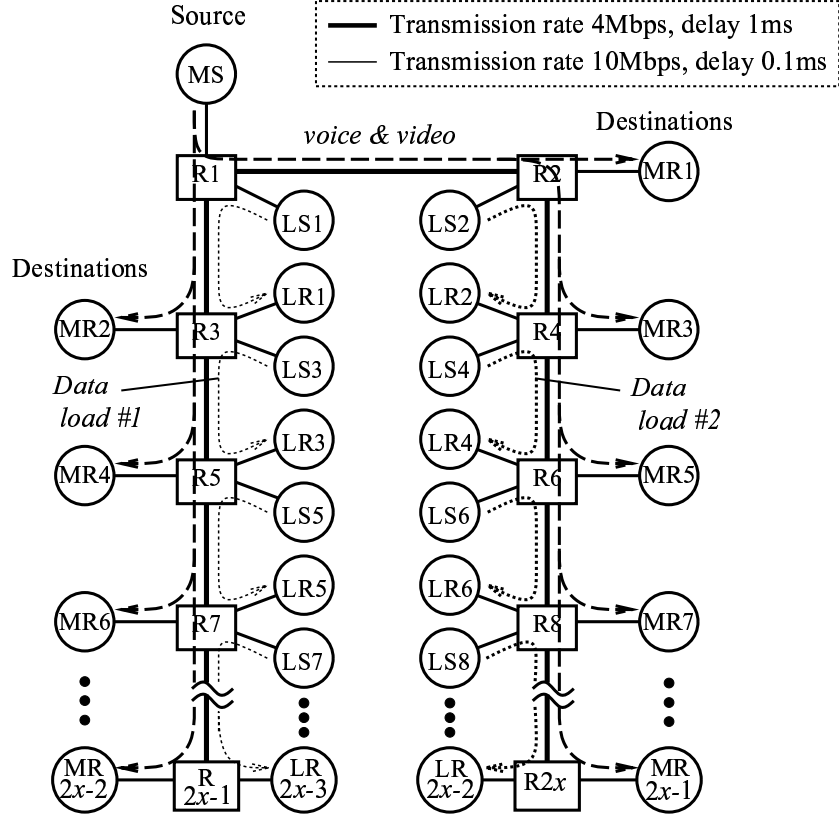 Source
Transmission rate 4Mbps, delay 1ms
Transmission rate 10Mbps, delay 0.1ms
MS
voice & video
Destinations
R1
R2
MR1
LS1
LS2
Destinations
LR1
LR2
MR2
R3
R4
MR3
LS3
LS4
Data
load #1
Data
load #2
LR3
LR4
MR4
R5
R6
MR5
LS5
LS6
LR5
LR6
MR6
R7
R8
MR7
LS7
LS8
MR
2x-2
R
2x-1
LR
2x-3
LR
2x-2
R2x
MR
2x-1